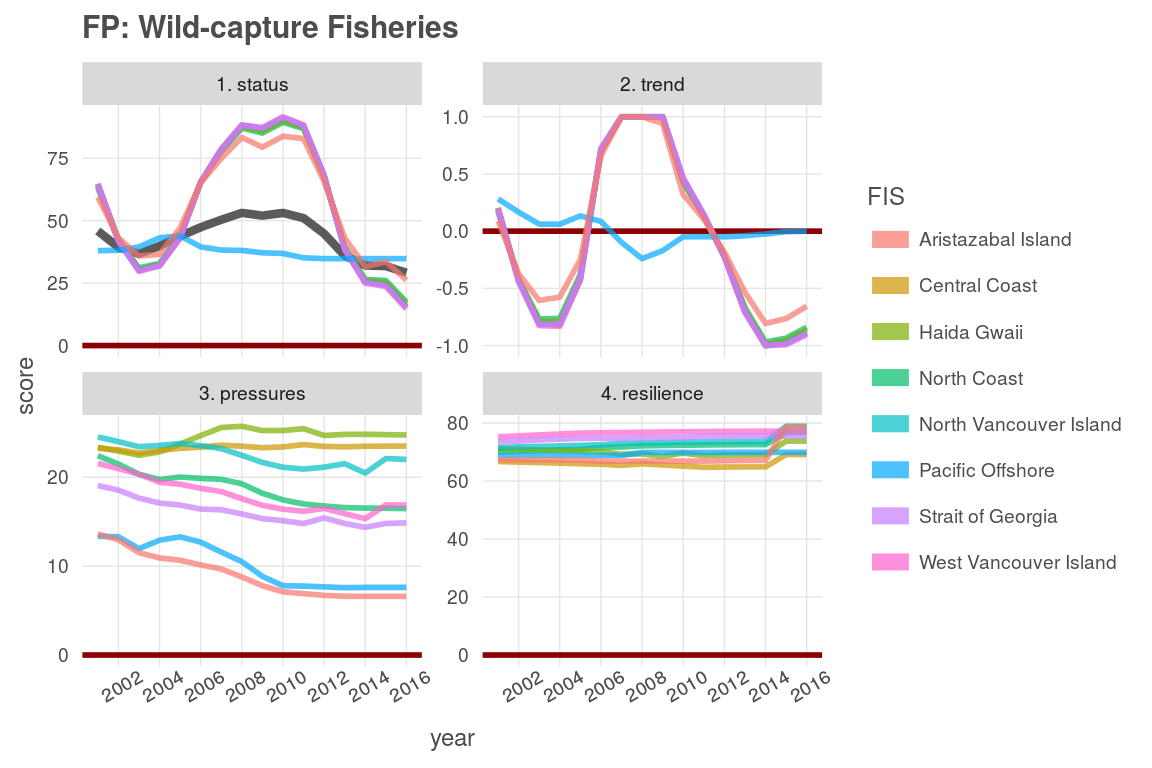 FP: Wild-capture Fisheries
1. status
2. trend
75
50
25
0
1.0
0.5
0.0
-0.5
-1.0
3. pressures
4. resilience
20
10
0
80
60
40
20
0
2002 2004 2006 2008 2010 2012 2014 2016
2002 2004 2006 2008 2010 2012 2014 2016
score
year
FIS
Aristazabal Island
Central Coast
Haida Gwaii
North Coast
North Vancouver Island
Pacific Offshore
Strait of Georgia
West Vancouver Island